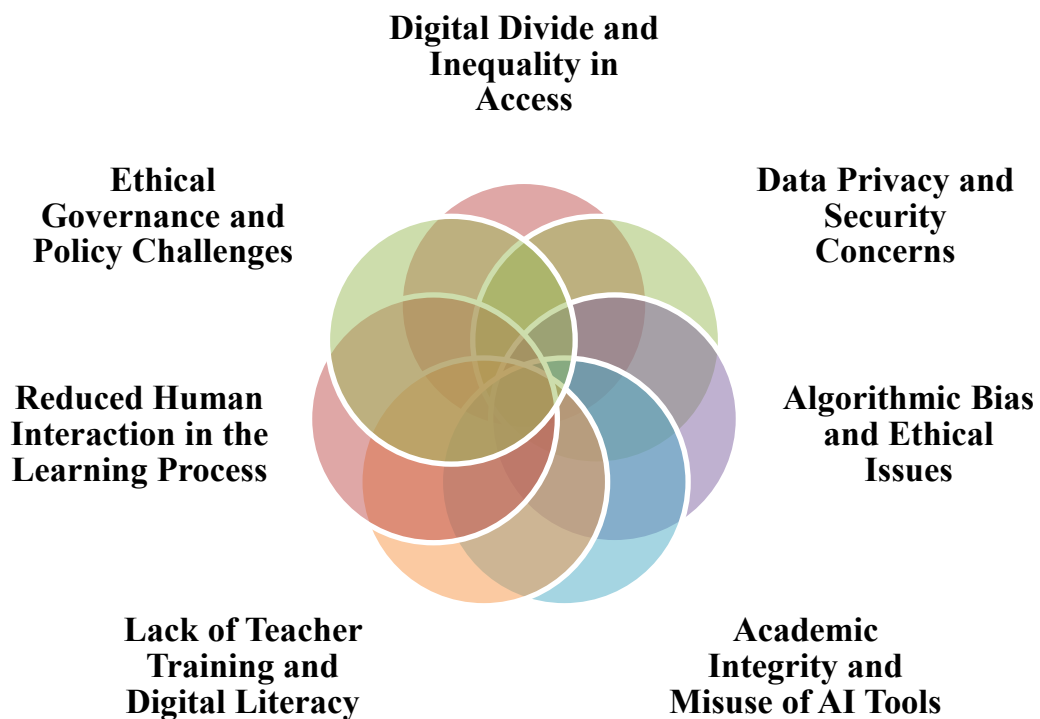 Digital Divide and
Inequality in
Access
Data Privacy and
Security
Concerns
Algorithmic Bias
and Ethical
Issues
Academic
Integrity and
Misuse of AI Tools
Lack of Teacher
Training and
Digital Literacy
Reduced Human
Interaction in the
Learning Process
Ethical
Governance and
Policy Challenges